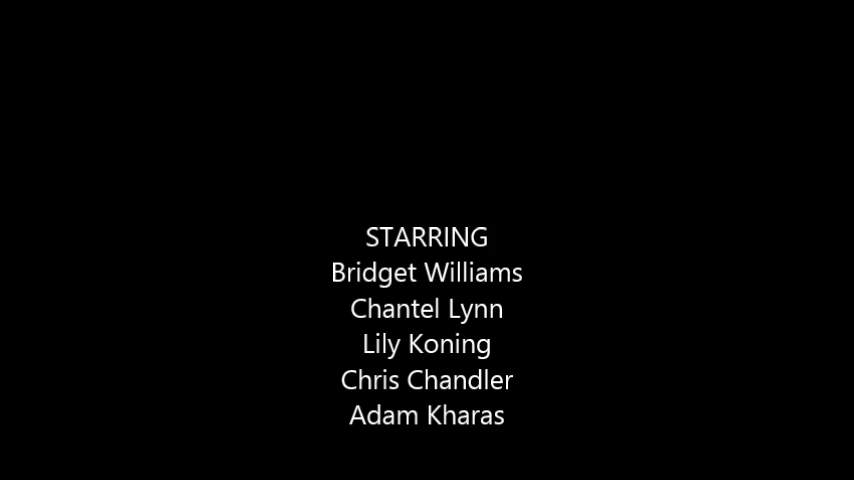 STARRING
Bridget Williams
Chantel Lynn
Lily Koning
Chris Chandler
Adam Kharas